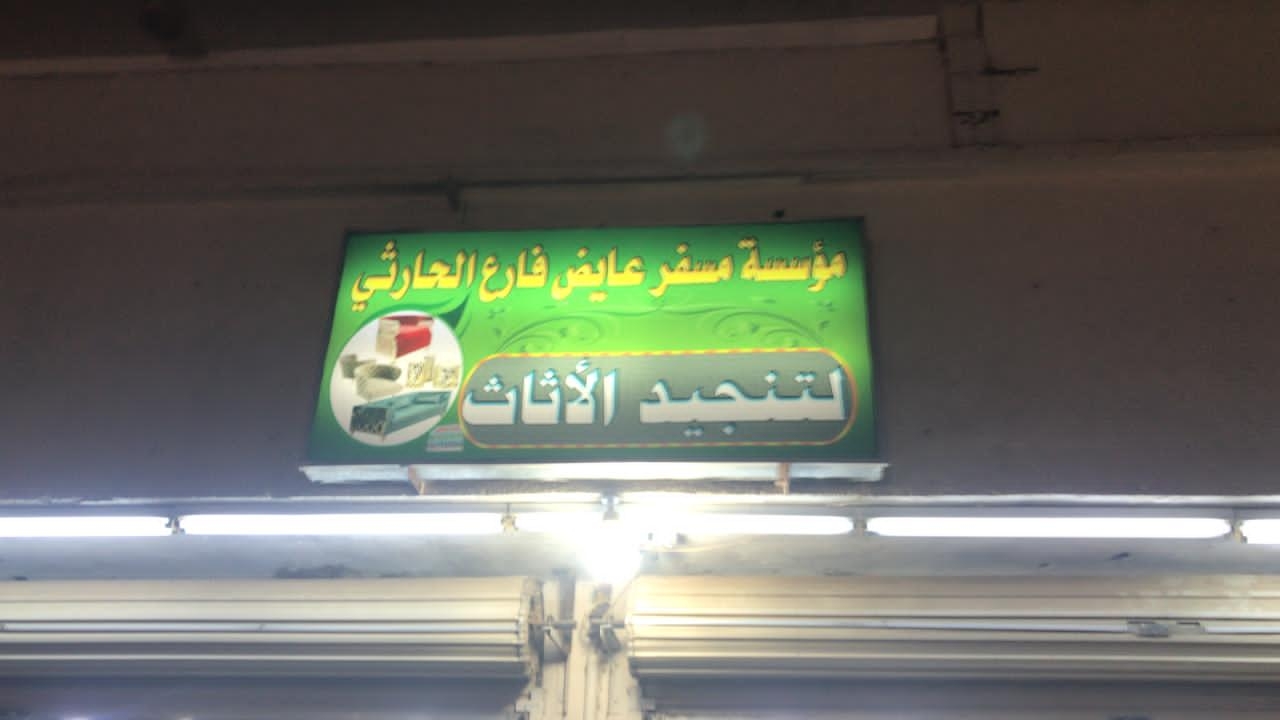 مؤسسة مسفر عايض فارع الحارثي
لتنجيد الأثاث